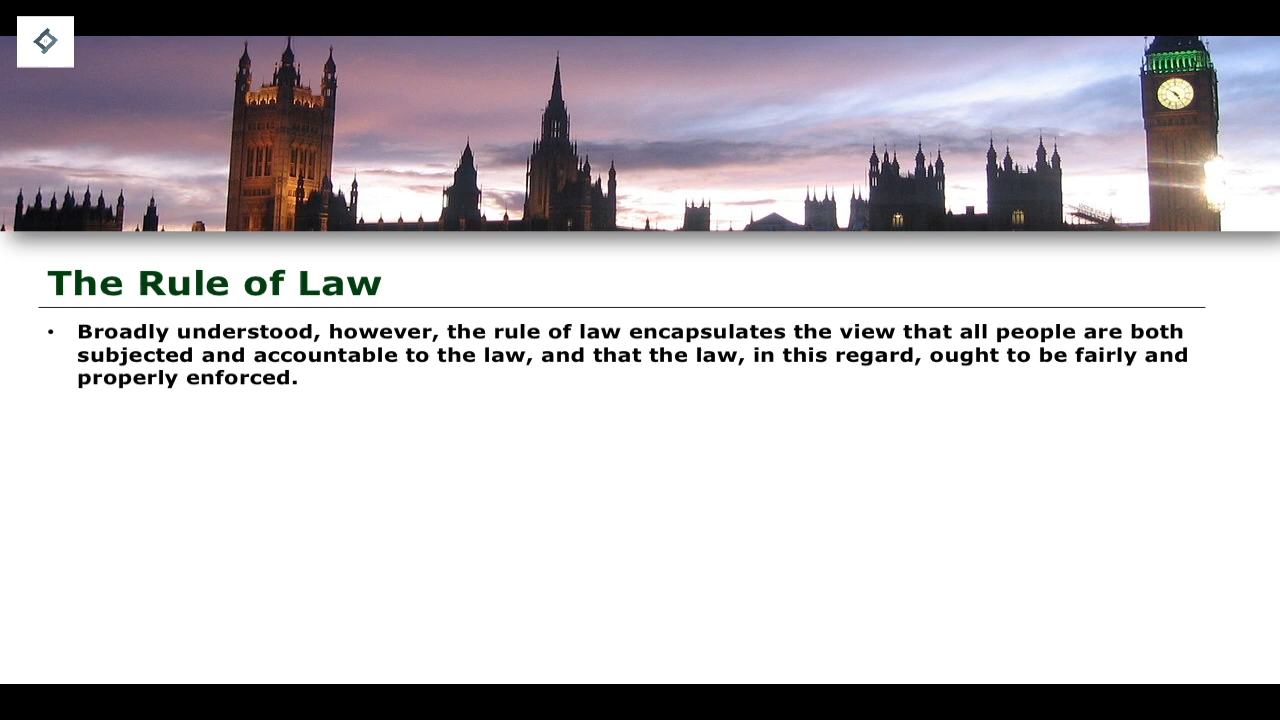 The Rule of Law
• Broadly understood, however, the rule of law encapsulates the view that all people are both
subjected and accountable to the law, and that the law, in this regard, ought to be fairly and
properly enforced.